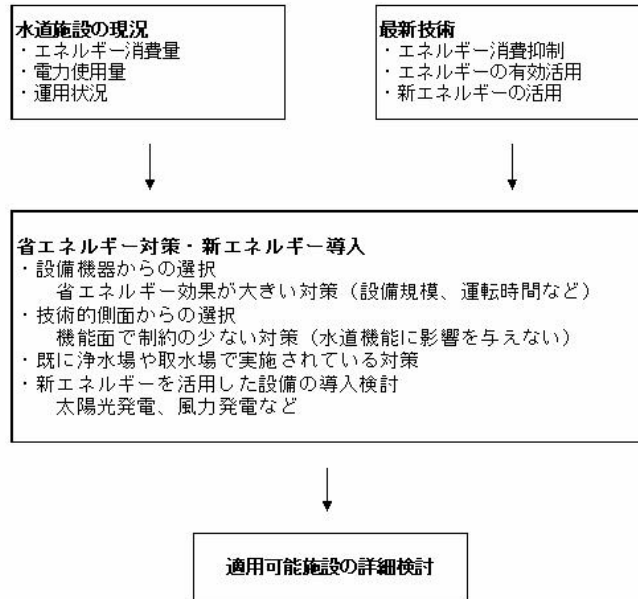 水道施設の現況
・エネルギー消費量
・電力使用量
・運用状況
最新技術
・エネルギー消費抑制
・エネルギーの有効活用
・新エネルギーの活用
省エネルギー対策・新エネルギー導入
・設備機器からの選択
省エネルギー効果が大きい対策（設備規模、運転時間など）
・技術的側面からの選択
機能面で制約の少ない対策（水道機能に影響を与えない）
・既に浄水場や取水場で実施されている対策
・新エネルギーを活用した設備の導入検討
太陽光発電、風力発電など
適用可能施設の詳細検討